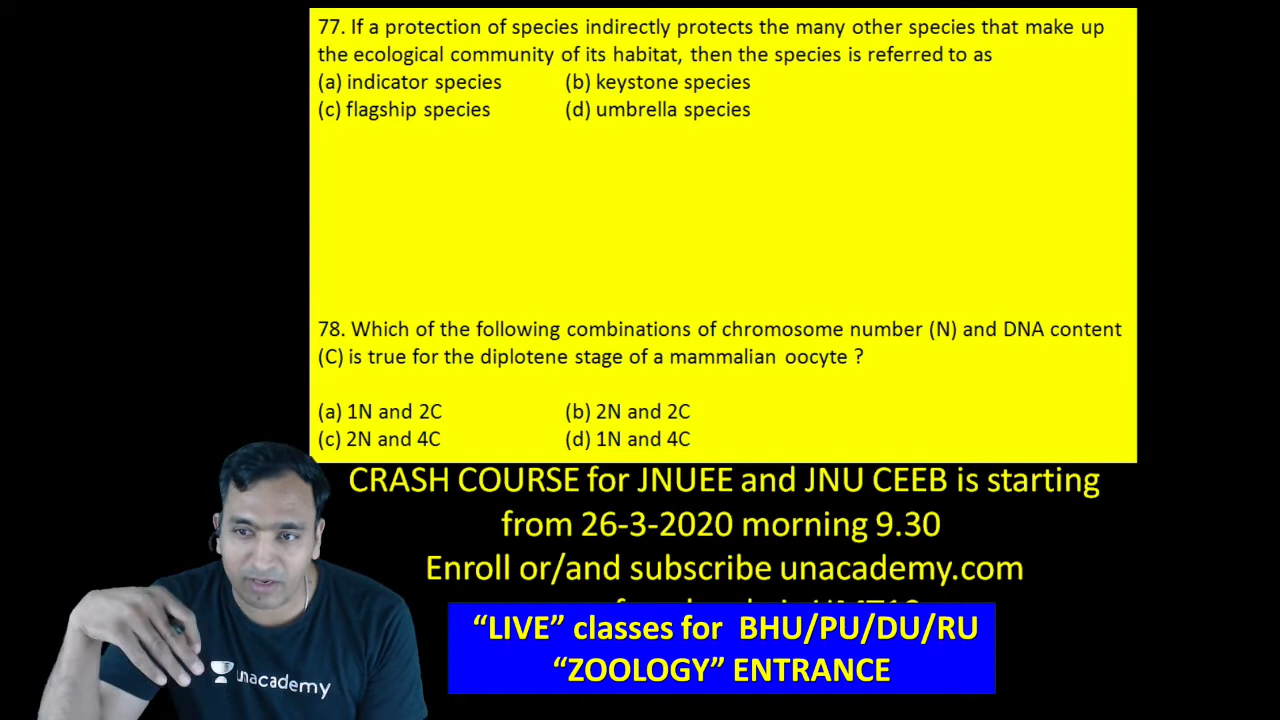 77. If a protection of species indirectly protects the many other species that make up
the ecological community of its habitat, then the species is referred to as
(a) indicator species (b) keystone species
(c) flagship species (d) umbrella species
78. Which of the following combinations of chromosome number (N) and DNA content
(C) is true for the diplotene stage of a mammalian oocyte ?
(a) 1N and 2C (b) 2N and 2C
(c) 2N and 4C (d) 1N and 4C
CRASH COURSE for JNUEE and JNU CEEB is starting
from 26-3-2020 morning 9.30
Enroll or/and subscribe unacademy.com
“LIVE” classes for BHU/PU/DU/RU
“ZOOLOGY” ENTRANCE
unacademy